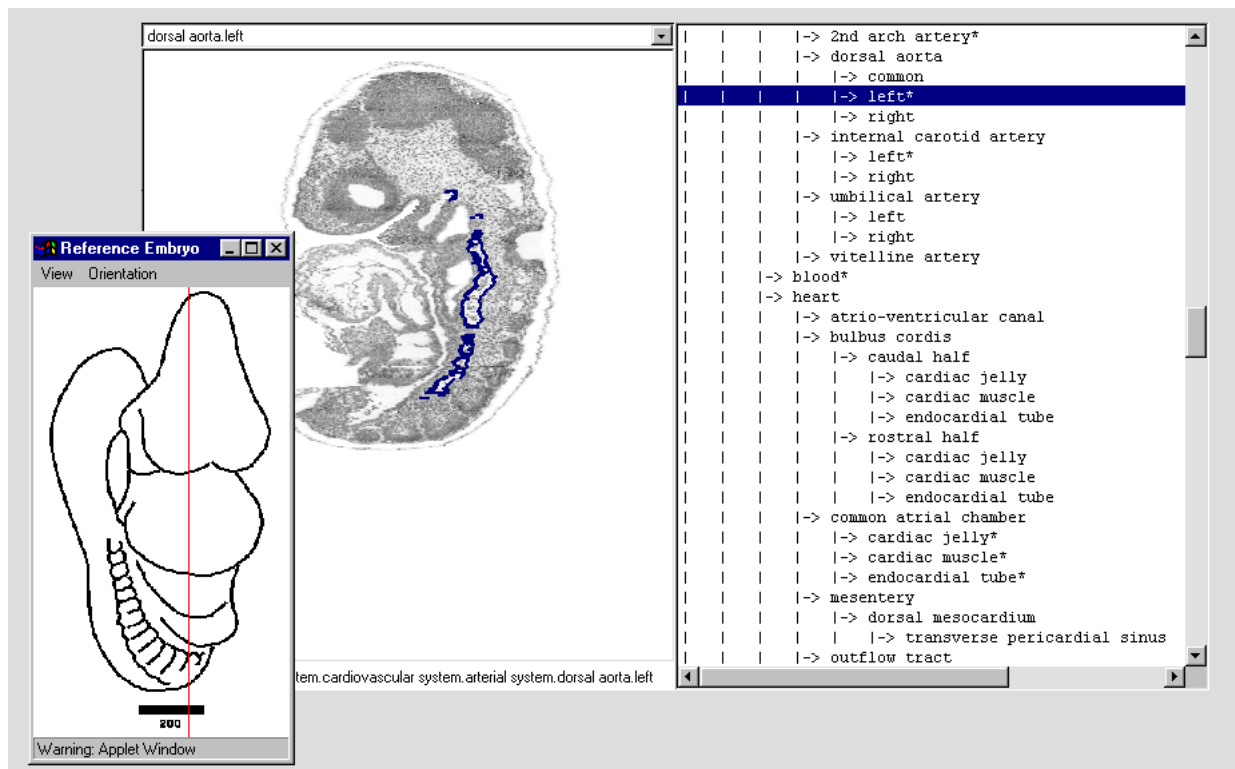 dorsal aorta.left
| | | |-> 2nd arch artery*
| | | |-> dorsal aorta
| | | | |-> common
| | | | |-> left*
| | | | |-> right
| | | |-> internal carotid artery
| | | | |-> left*
| | | | |-> right
| | | |-> umbilical artery
| | | | |-> left
| | | | |-> right
| | | |-> vitelline artery
| | |-> blood*
| | |-> heart
| | | |-> atrio-ventricular canal
| | | |-> bulbus cordis
| | | | |-> caudal half
| | | | | |-> cardiac jelly
| | | | | |-> cardiac muscle
| | | | | |-> endocardial tube
| | | | |-> rostral half
| | | | | |-> cardiac jelly
| | | | | |-> cardiac muscle
| | | | | |-> endocardial tube
| | | |-> common atrial chamber
| | | | |-> cardiac jelly*
| | | | |-> cardiac muscle*
| | | | |-> endocardial tube*
| | | |-> mesentery
| | | | |-> dorsal mesocardium
| | | | | |-> transverse pericardial sinus
| | | |-> outflow tract
tem.cardiovascular system.arterial system.dorsal aorta.left
Reference Embryo
View Orientation
200
Warning: Applet Window